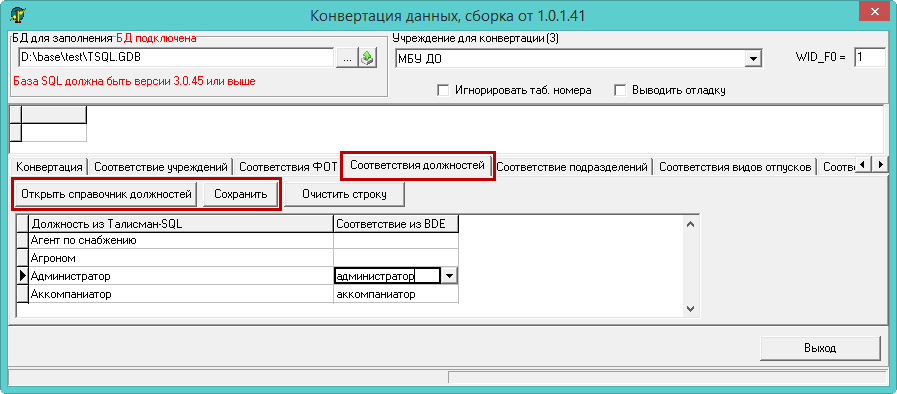 Конвертация данных, сборка от 1.0.1.41
БД для заполнения БД подключена
D:\base\test\TSQL.GDB
...
База SQL должна быть версии 3.0.45 или выше
Учреждение для конвертации (3)
МБУ ДО
WID_F0 = 1
Игнорировать таб. номера
Выводить отладку
Конвертация Соответствие учреждений Соответствия ФОТ Соответствия должностей Соответствие подразделений Соответствия видов отпусков
Открыть справочник должностей Сохранить Очистить строку
Должность из Талисман-SQL Соответствие из BDE
Агент по снабжению
Агроном
Администратор администратор
Аккомпаниатор аккомпаниатор
Выход